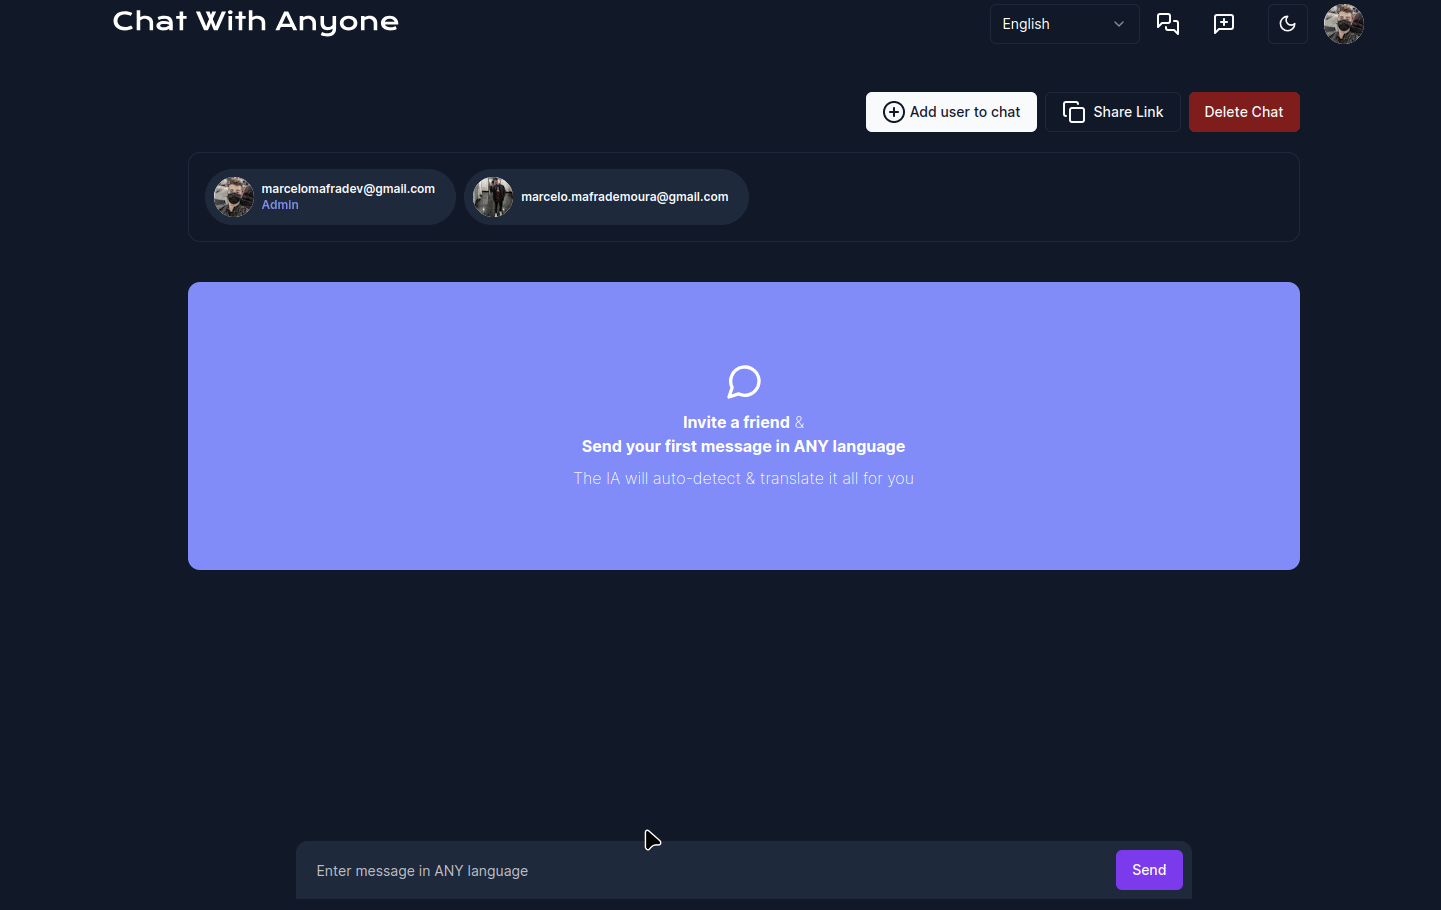 Chat With Anyone
English
Add user to chat
Share Link
Delete Chat
marcelomafradev@gmail.com
Admin
marcelo.mafrademoura@gmail.com
Invite a friend &
Send your first message in ANY language
The IA will auto-detect & translate it all for you
Enter message in ANY language
Send